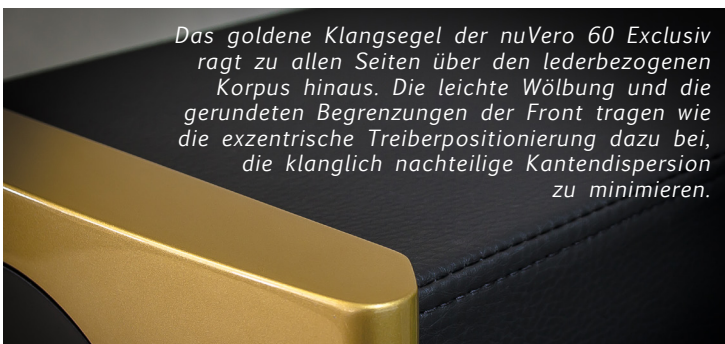 Das goldene Klangsegel der nuVero 60 Exclusiv
ragt zu allen Seiten über den lederbezogenen
Korpus hinaus. Die leichte Wölbung und die
gerundeten Begrenzungen der Front tragen wie
die exzentrische Treiberpositionierung dazu bei,
die klanglich nachteilige Kantendispersion
zu minimieren.